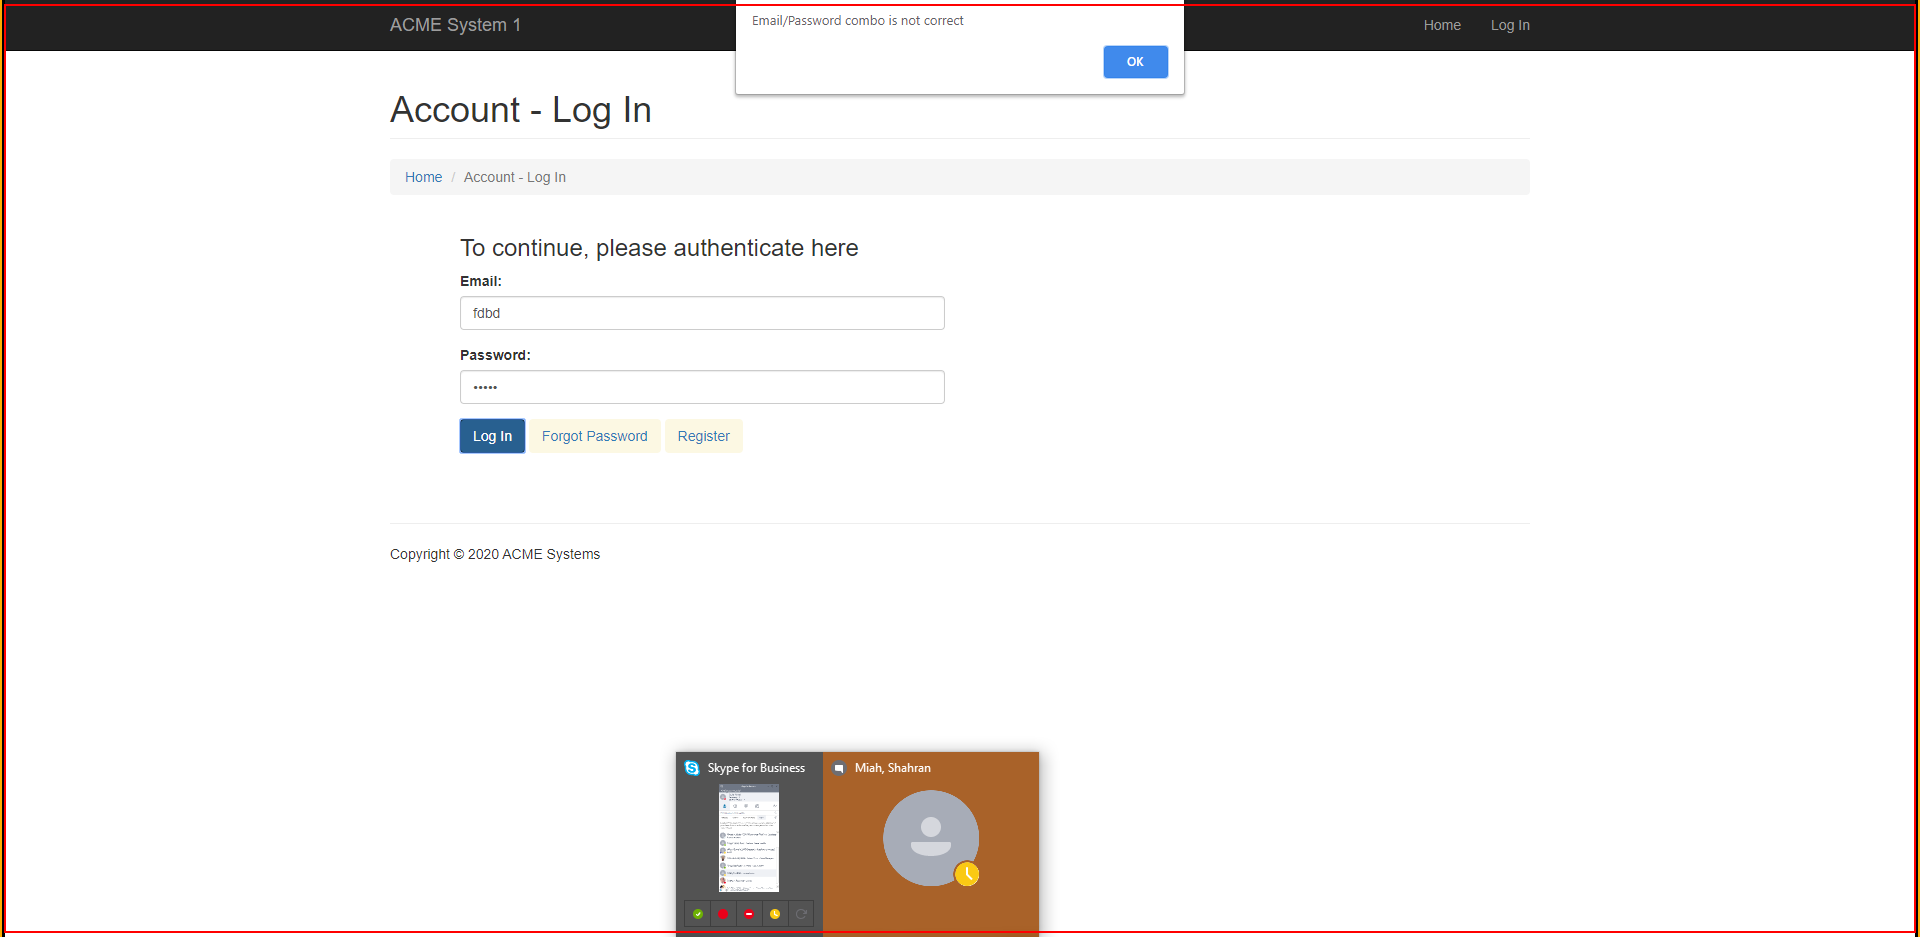 ACME System 1
Email/Password combo is not correct
Home
Log In
OK
Account - Log In
Home / Account - Log In
To continue, please authenticate here
Email:
fdbd
Password:
•••••
Log In
Forgot Password
Register
Copyright © 2020 ACME Systems
Skype for Business
Miah, Shahran